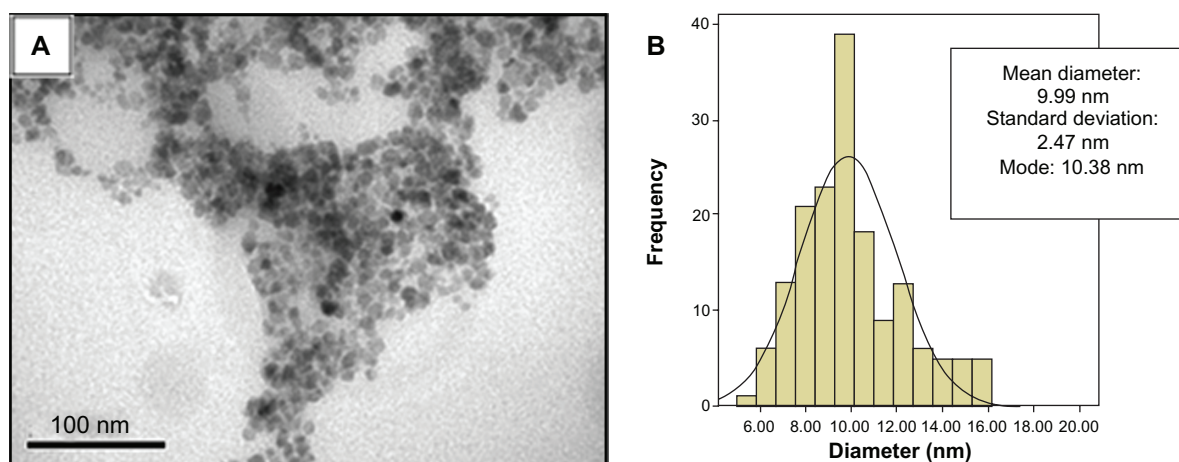 A
100 nm
B
Mean diameter:
9.99 nm
Standard deviation:
2.47 nm
Mode: 10.38 nm
Frequency
40
30
20
10
0
6.00 8.00 10.00 12.00 14.00 16.00 18.00 20.00
Diameter (nm)